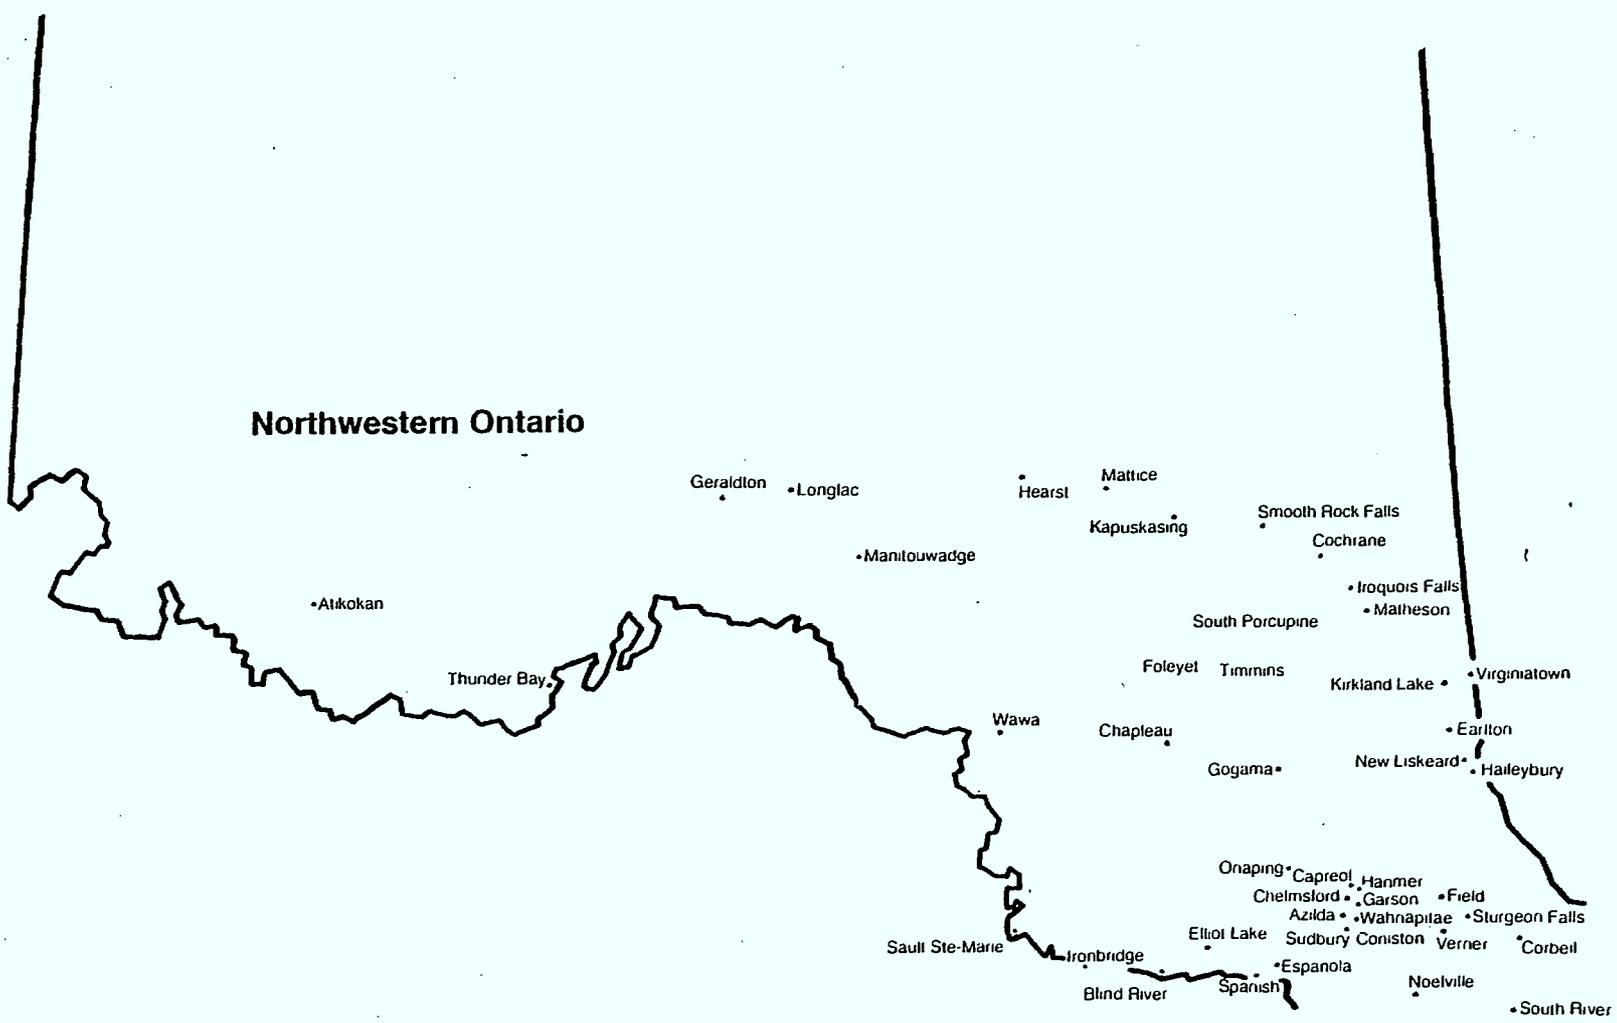 Northwestern Ontario
Geraldton
Longlac
Hearst
Mattice
Kapuskasing
Smooth Rock Falls
Cochrane
Manitouwadge
Iroquois Falls
Matheson
Atikokan
South Porcupine
Foleyet
Timmins
Thunder Bay
Kirkland Lake
Virginiatown
Wawa
Chapleau
Earlton
Gogama
New Liskeard
Haileybury
Onaping
Capreol
Hanmer
Chelmsford
Garson
Field
Azilda
Wahnapitae
Sturgeon Falls
Elliot Lake
Sudbury
Coniston
Verner
Corbeil
Sault Ste-Marie
Ironbridge
Espanola
Blind River
Spanish
Noelville
South River